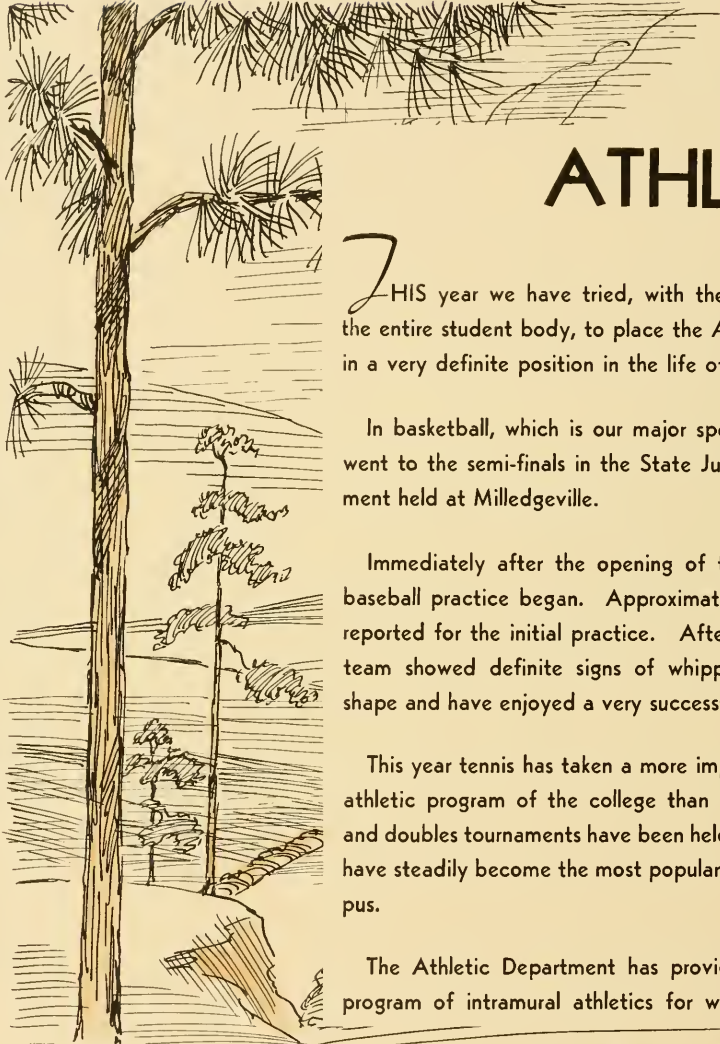 ATHL
THIS year we have tried, with the
the entire student body, to place the A
in a very definite position in the life o
In basketball, which is our major spo
went to the semi-finals in the State Ju
ment held at Milledgeville.
Immediately after the opening of t
baseball practice began. Approximat
reported for the initial practice. Afte
team showed definite signs of whipp
shape and have enjoyed a very success
This year tennis has taken a more im
athletic program of the college than
and doubles tournaments have been held
have steadily become the most popular
pus.
The Athletic Department has provi
program of intramural athletics for w